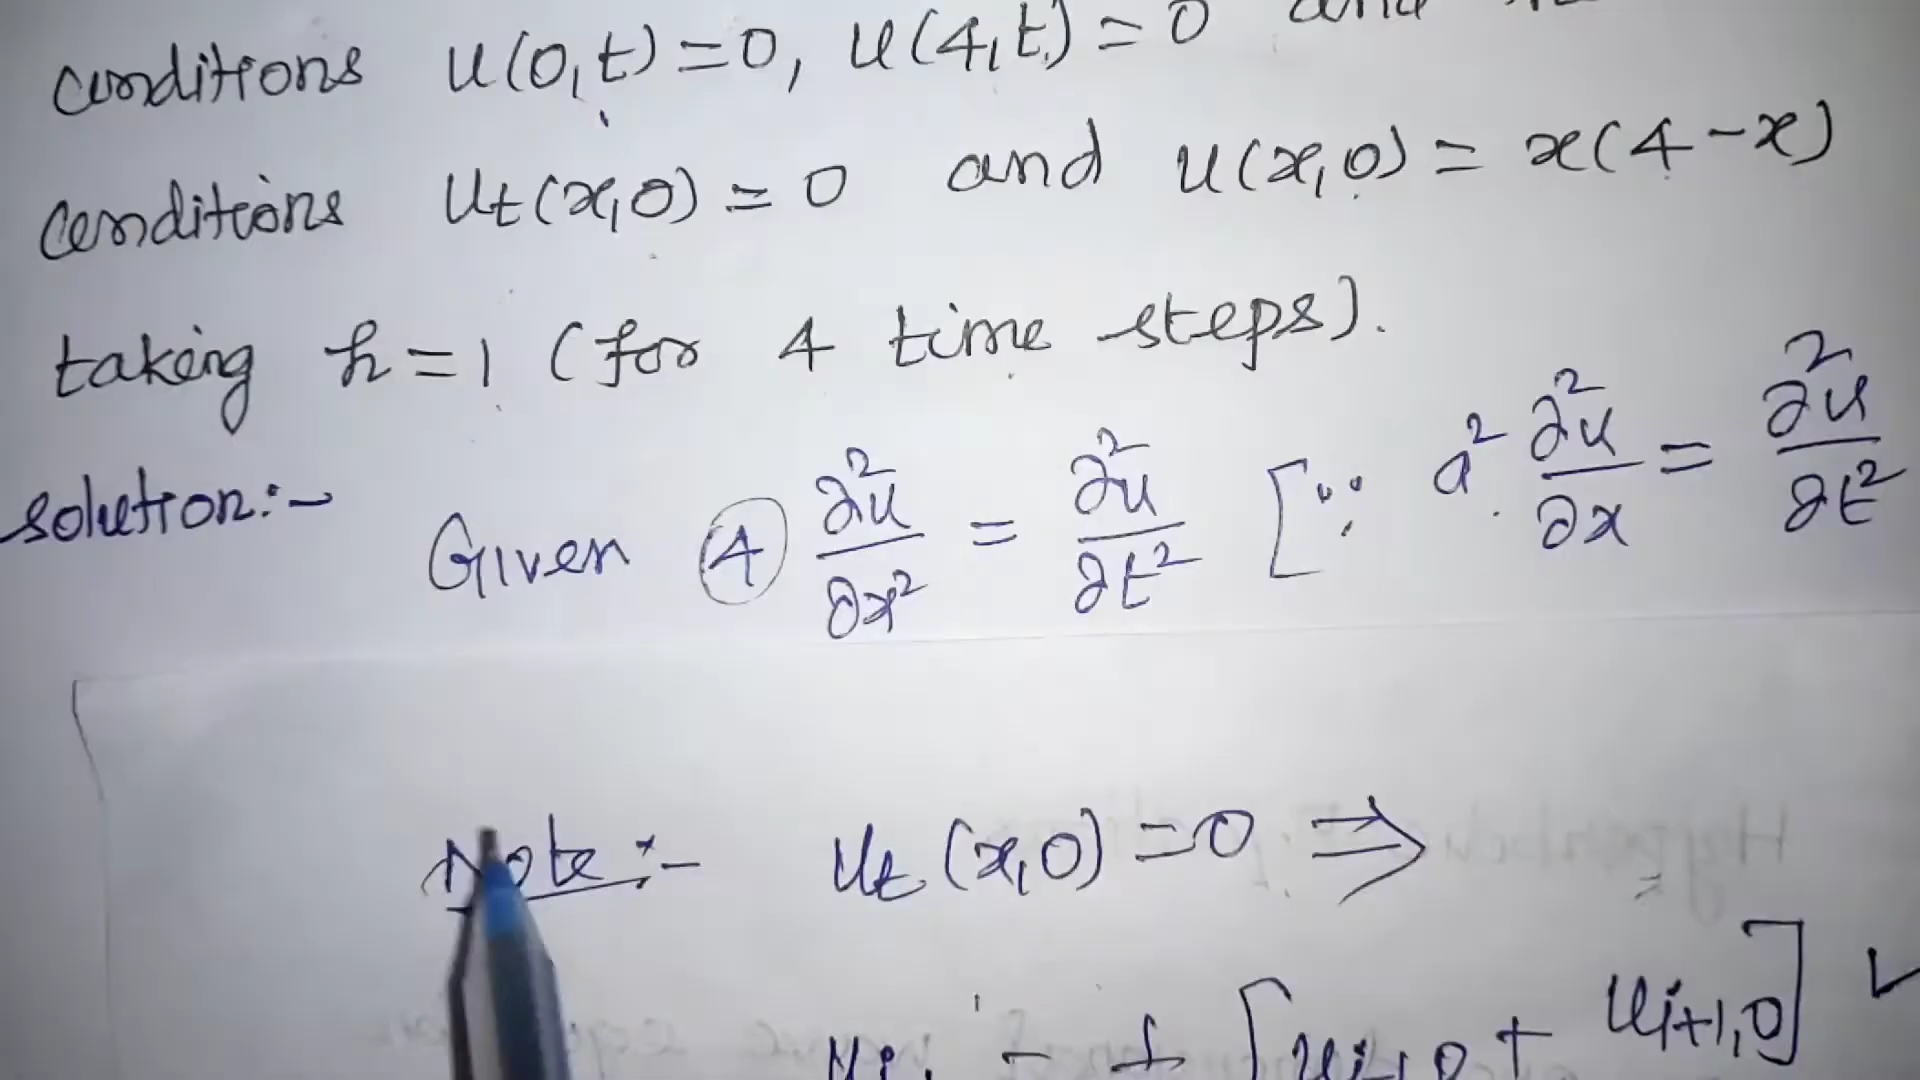 conditions u(0,t)=0, u(4,t)=0 and
conditions uₜ(x,0)=0 and u(x,0)=x(4-x)
taking h=1 (for 4 time steps).
solution:- Given ④ ∂²u/∂x² = ∂²u/∂t² [∵ a² ∂²u/∂x = ∂²u/∂t²
Note:- uₜ(x,0)=0 ⇒
uᵢ+₁,₀]